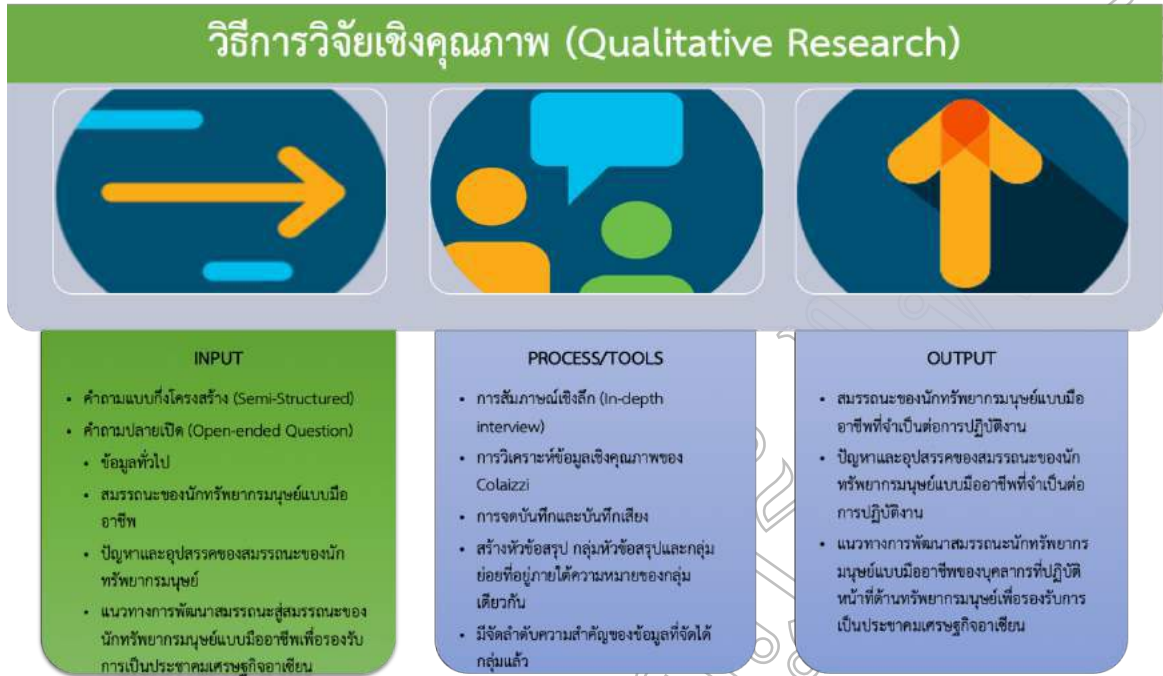 วิธีการวิจัยเชิงคุณภาพ (Qualitative Research)
INPUT
• คำถามแบบกึ่งโครงสร้าง (Semi-Structured)
• คำถามปลายเปิด (Open-ended Question)
• ข้อมูลทั่วไป
• สมรรถนะของนักทรัพยากรมนุษย์แบบมือ
อาชีพ
• ปัญหาและอุปสรรคของสมรรถนะของนัก
ทรัพยากรมนุษย์
• แนวทางการพัฒนาสมรรถนะสู่สมรรถนะของ
นักทรัพยากรมนุษย์แบบมืออาชีพเพื่อรองรับ
การเป็นประชาคมเศรษฐกิจอาเซียน
PROCESS/TOOLS
• การสัมภาษณ์เชิงลึก (In-depth
interview)
• การวิเคราะห์ข้อมูลเชิงคุณภาพของ
Colaizzi
• การจดบันทึกและบันทึกเสียง
• สร้างหัวข้อสรุป กลุ่มหัวข้อสรุปและกลุ่ม
ย่อยที่อยู่ภายใต้ความหมายของกลุ่ม
เดียวกัน
• มีจัดลำดับความสำคัญของข้อมูลที่จัดได้
กลุ่มแล้ว
OUTPUT
• สมรรถนะของนักทรัพยากรมนุษย์แบบมือ
อาชีพที่จำเป็นต่อการปฏิบัติงาน
• ปัญหาและอุปสรรคของสมรรถนะของนัก
ทรัพยากรมนุษย์แบบมืออาชีพที่จำเป็นต่อ
การปฏิบัติงาน
• แนวทางการพัฒนาสมรรถนะนักทรัพยากร
มนุษย์แบบมืออาชีพของบุคลากรที่ปฏิบัติ
หน้าที่ด้านทรัพยากรมนุษย์เพื่อรองรับการ
เป็นประชาคมเศรษฐกิจอาเซียน